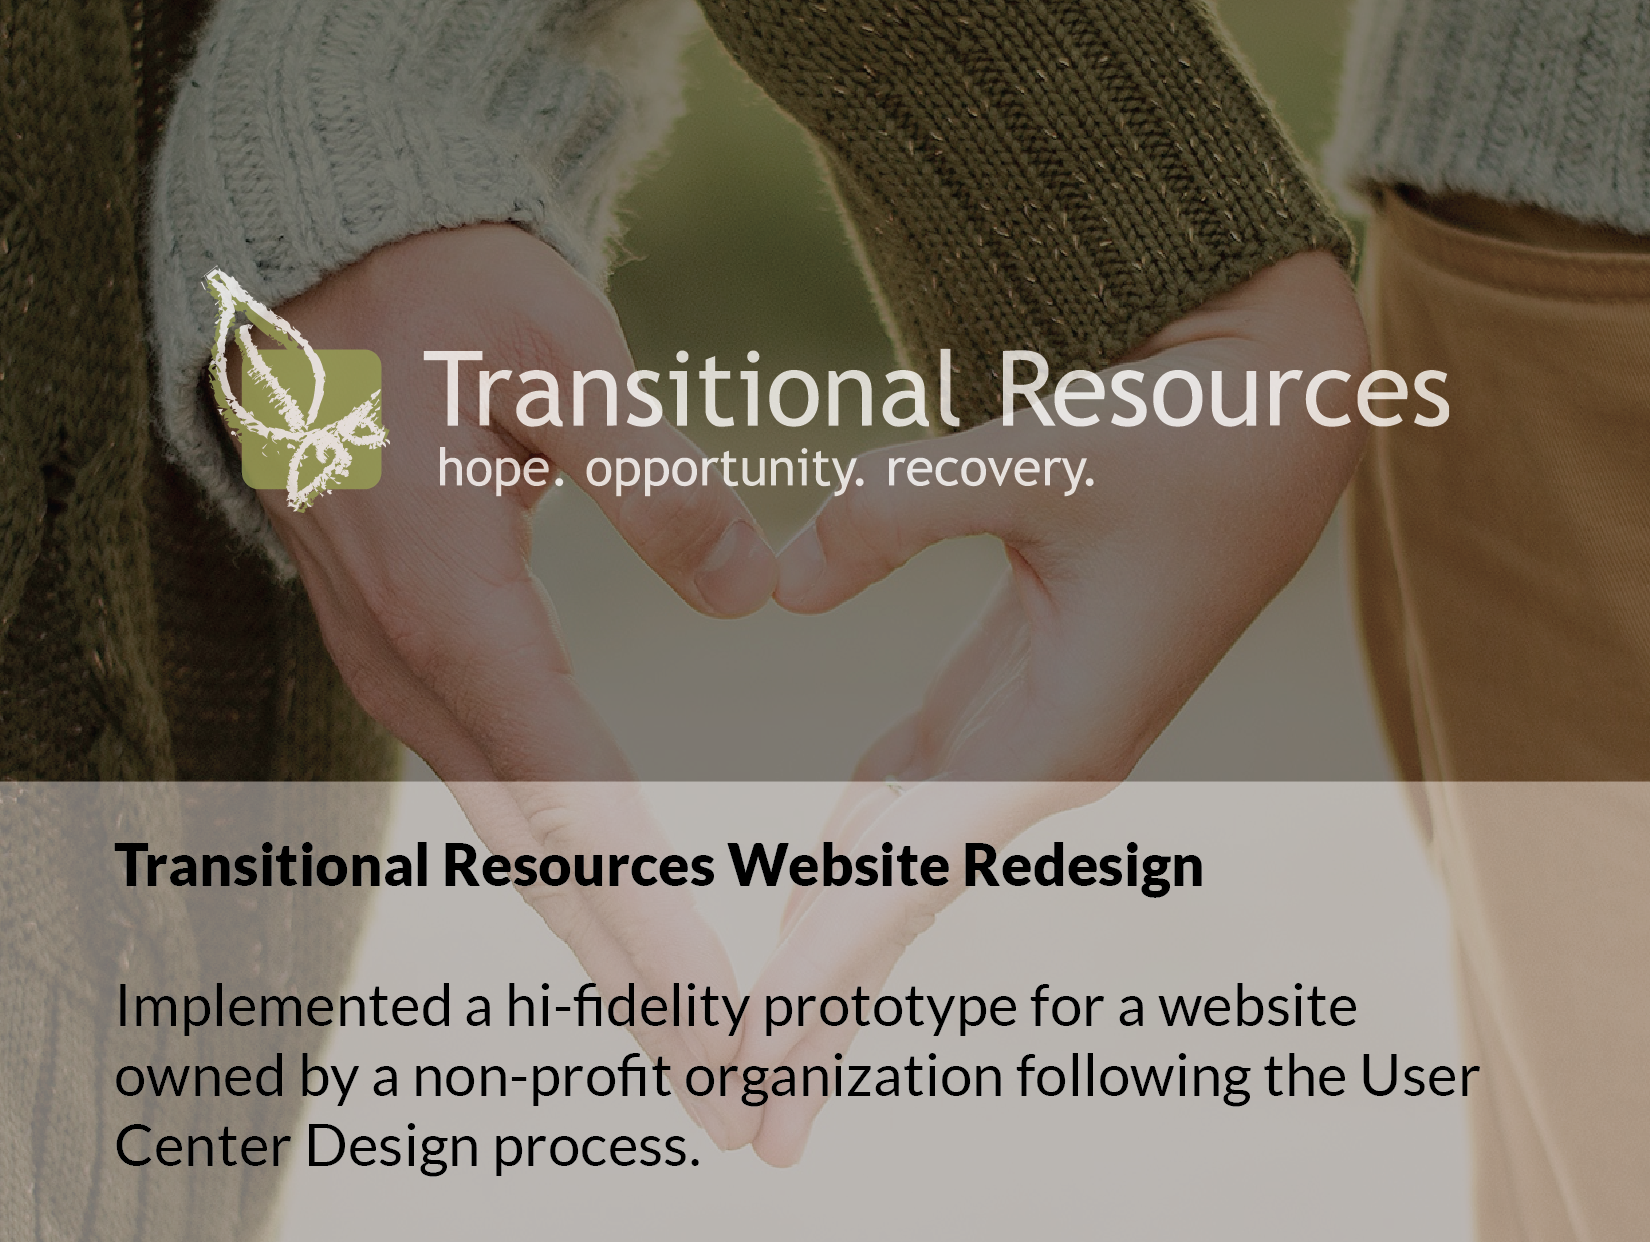 Transitional Resources
hope. opportunity. recovery.
Transitional Resources Website Redesign
Implemented a hi-fidelity prototype for a website
owned by a non-profit organization following the User
Center Design process.